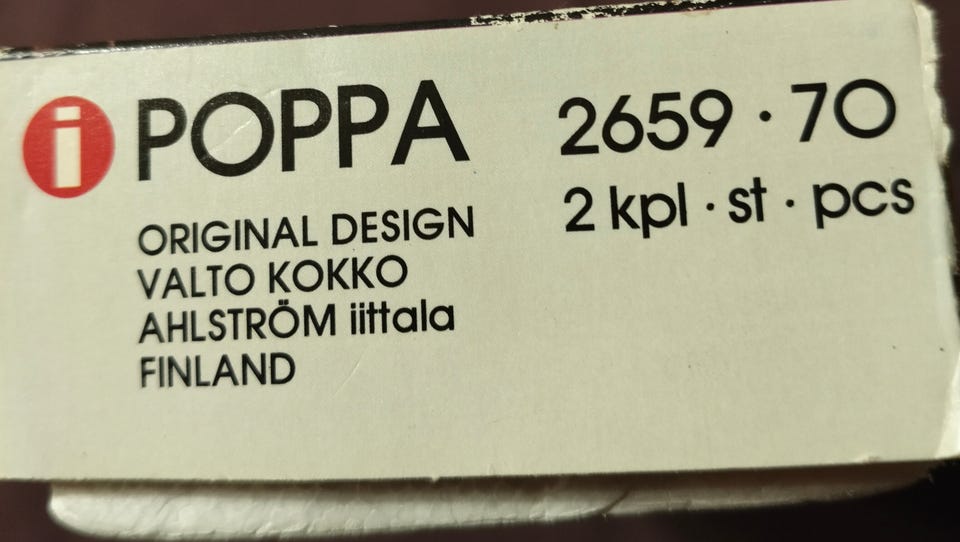 i POPPA
ORIGINAL DESIGN
VALTO KOKKO
AHLSTRÖM iittala
FINLAND
2659 · 70
2 kpl · st · pcs